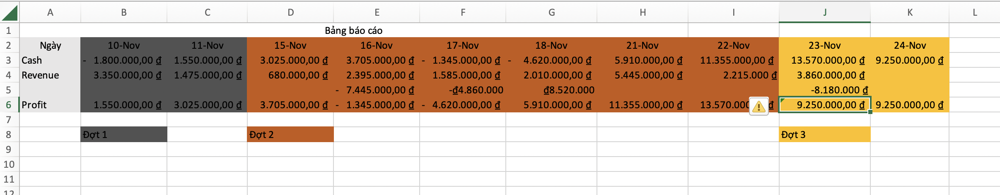 A B C D E F G H I J K L
1 Bảng báo cáo
2 Ngày 10-Nov 11-Nov 15-Nov 16-Nov 17-Nov 18-Nov 21-Nov 22-Nov 23-Nov 24-Nov
3 Cash - 1.800.000,00 ₫ 1.550.000,00 ₫ 3.025.000,00 ₫ 3.705.000,00 ₫ - 1.345.000,00 ₫ - 4.620.000,00 ₫ 5.910.000,00 ₫ 11.355.000,00 ₫ 13.570.000,00 ₫ 9.250.000,00 ₫
4 Revenue 3.350.000,00 ₫ 1.475.000,00 ₫ 680.000,00 ₫ 2.395.000,00 ₫ 1.585.000,00 ₫ 2.010.000,00 ₫ 5.445.000,00 ₫ 2.215.000 ₫ 3.860.000,00 ₫
5 - 7.445.000,00 ₫ -₫4.860.000 ₫8.520.000 -8.180.000 ₫
6 Profit 1.550.000,00 ₫ 3.025.000,00 ₫ 3.705.000,00 ₫ - 1.345.000,00 ₫ - 4.620.000,00 ₫ 5.910.000,00 ₫ 11.355.000,00 ₫ 13.570.000 ₫ 9.250.000,00 ₫ 9.250.000,00 ₫
7
8 Đợt 1 Đợt 2 Đợt 3
9
10
11
12